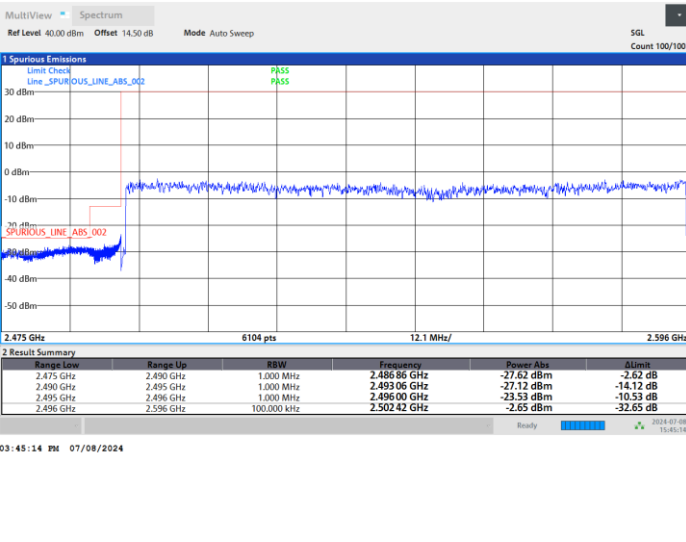 MultiView Spectrum
Ref Level 40.00 dBm Offset 14.50 dB Mode Auto Sweep SGL
Count 100/100
1 Spurious Emissions
Limit Check PASS
Line _SPURIOUS_LINE_ABS_002 PASS
30 dBm
20 dBm
10 dBm
0 dBm
-10 dBm
-20 dBm
_SPURIOUS_LINE_ABS_002
-30 dBm
-40 dBm
-50 dBm
2.475 GHz 6104 pts 12.1 MHz/ 2.596 GHz
2 Result Summary
Range Low Range Up RBW Frequency Power Abs ΔLimit
2.475 GHz 2.490 GHz 1.000 MHz 2.486 86 GHz -27.62 dBm -2.62 dB
2.490 GHz 2.495 GHz 1.000 MHz 2.493 06 GHz -27.12 dBm -14.12 dB
2.495 GHz 2.496 GHz 1.000 MHz 2.496 00 GHz -23.53 dBm -10.53 dB
2.496 GHz 2.596 GHz 100.000 kHz 2.502 42 GHz -2.65 dBm -32.65 dB
Ready 2024-07-08
15:45:14
03:45:14 PM 07/08/2024